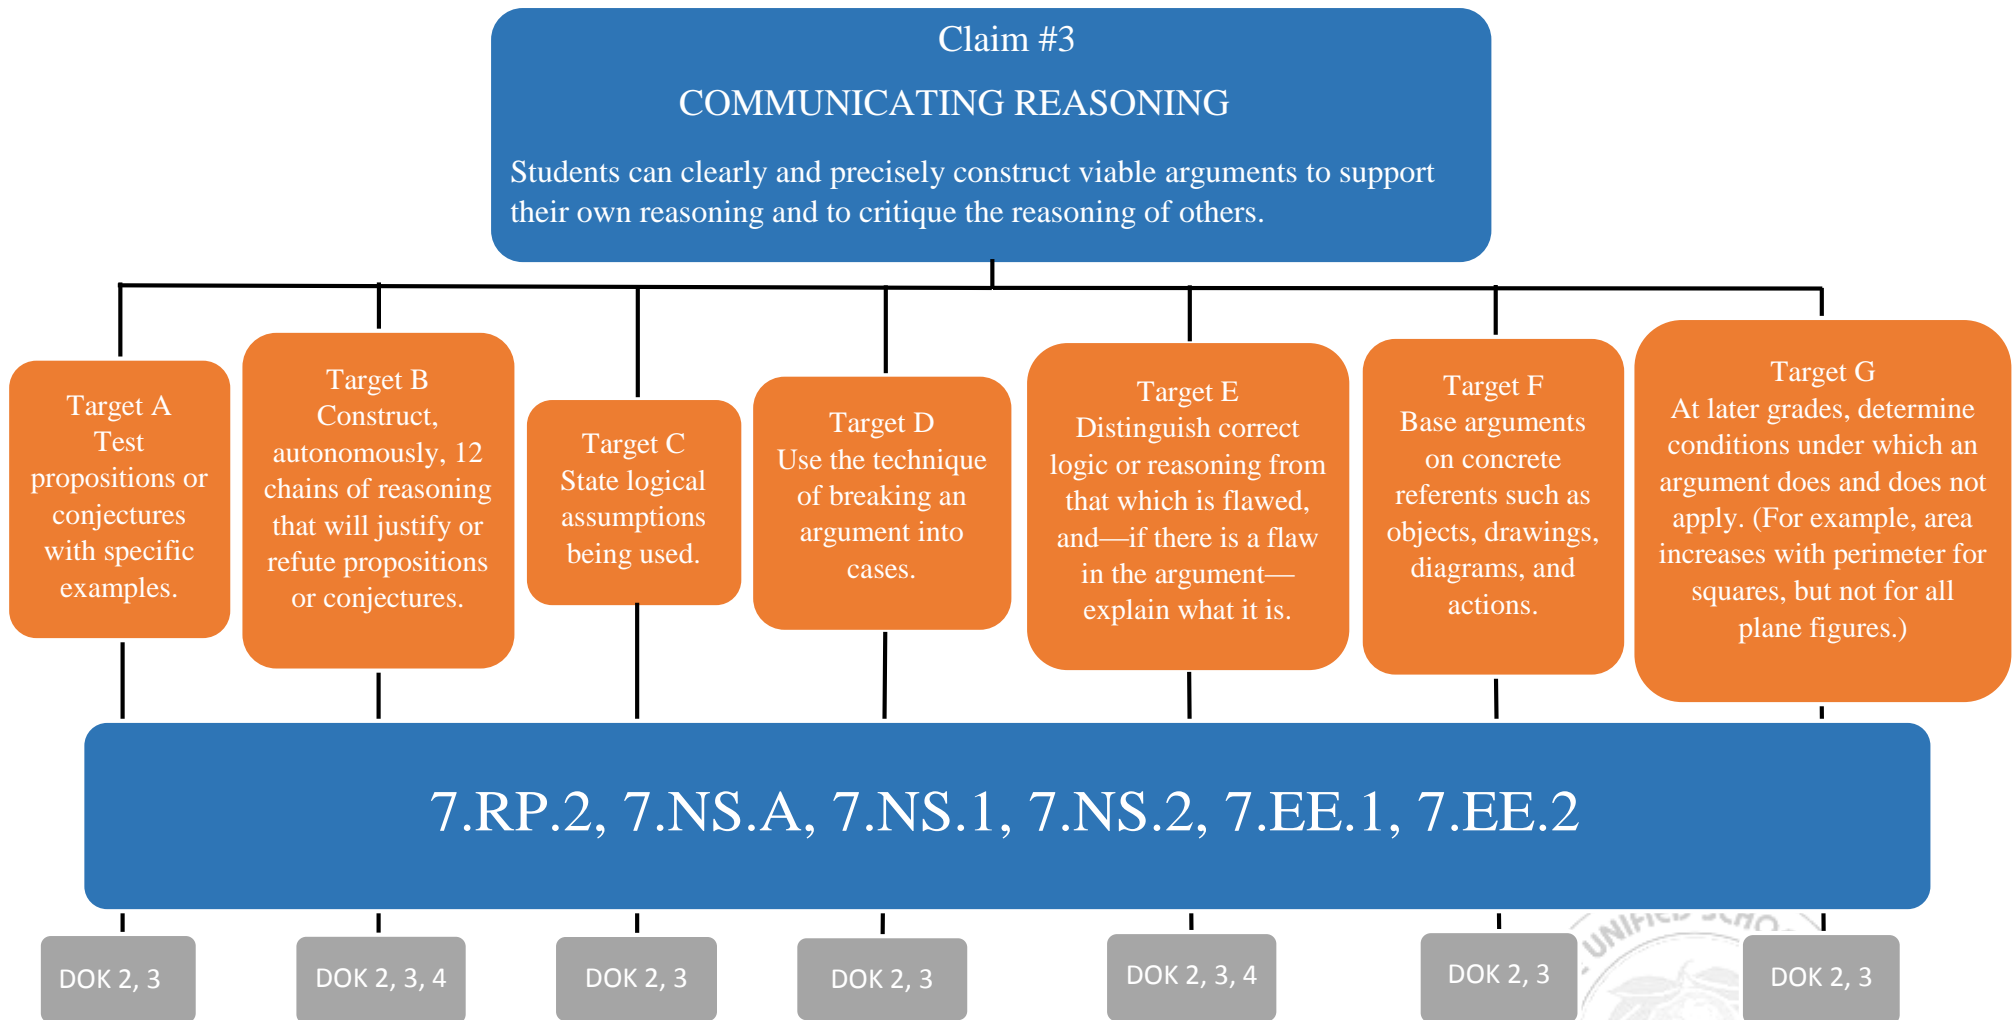 Claim #3
COMMUNICATING REASONING
Students can clearly and precisely construct viable arguments to support
their own reasoning and to critique the reasoning of others.
Target A
Test
propositions or
conjectures
with specific
examples.
Target B
Construct,
autonomously, 12
chains of reasoning
that will justify or
refute propositions
or conjectures.
Target C
State logical
assumptions
being used.
Target D
Use the technique
of breaking an
argument into
cases.
Target E
Distinguish correct
logic or reasoning from
that which is flawed,
and—if there is a flaw
in the argument—
explain what it is.
Target F
Base arguments
on concrete
referents such as
objects, drawings,
diagrams, and
actions.
Target G
At later grades, determine
conditions under which an
argument does and does not
apply. (For example, area
increases with perimeter for
squares, but not for all
plane figures.)
7.RP.2, 7.NS.A, 7.NS.1, 7.NS.2, 7.EE.1, 7.EE.2
DOK 2, 3
DOK 2, 3, 4
DOK 2, 3
DOK 2, 3
DOK 2, 3, 4
DOK 2, 3
DOK 2, 3
UNIFIED